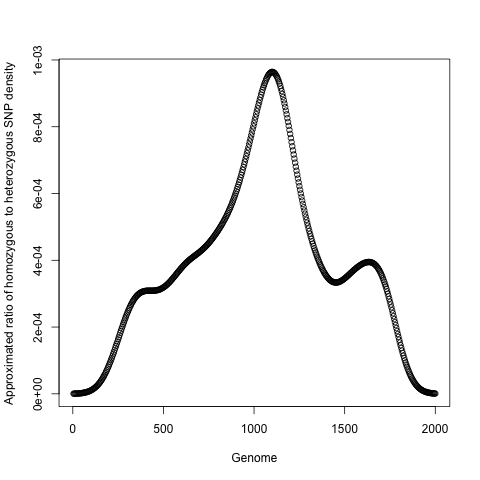 Approximated ratio of homozygous to heterozygous SNP density
1e-03
8e-04
6e-04
4e-04
2e-04
0e+00
0 500 1000 1500 2000
Genome